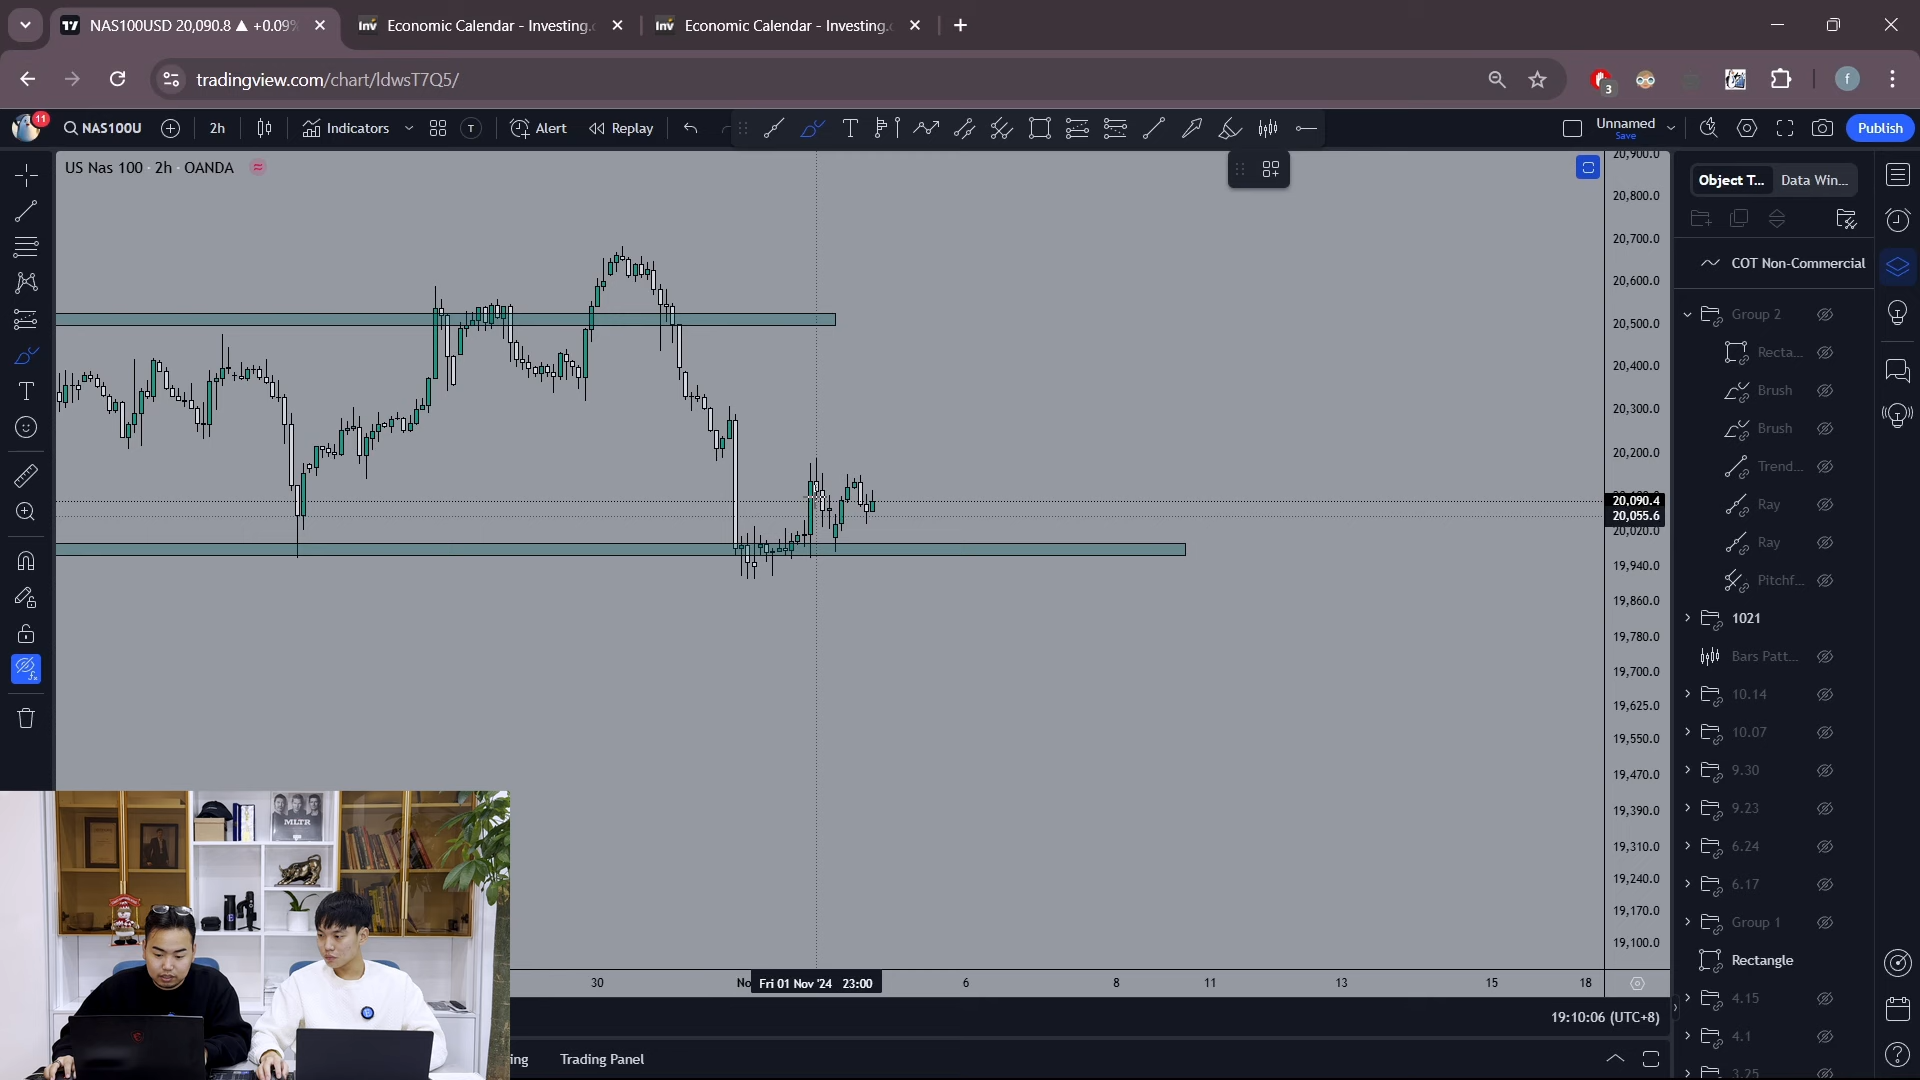 NAS100USD 20,090.8 ▲ +0.09%
Economic Calendar - Investing.c
Economic Calendar - Investing.
tradingview.com/chart/ldwsT7Q5/
3
f
11
NAS100U
2h
Indicators
Alert
Replay
Unnamed
Save
Publish
US Nas 100 · 2h · OANDA
20,900.0
20,800.0
20,700.0
20,600.0
20,500.0
20,400.0
20,300.0
20,200.0
20,090.4
20,055.6
20,020.0
19,940.0
19,860.0
19,780.0
19,700.0
19,625.0
19,550.0
19,470.0
19,390.0
19,310.0
19,240.0
19,170.0
19,100.0
Object T...
Data Win...
COT Non-Commercial
Group 2
Recta...
Brush
Brush
Trend...
Ray
Ray
Pitchf...
1021
Bars Patt...
10.14
10.07
9.30
9.23
6.24
6.17
Group 1
Rectangle
4.15
4.1
3.25
MLTR
30
No
Fri 01 Nov '24 23:00
6
8
11
13
15
18
19:10:06 (UTC+8)
ing
Trading Panel